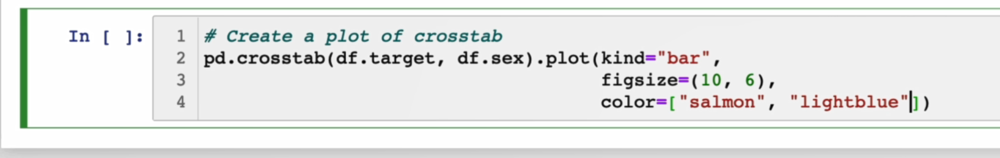 In [ ]:
1 # Create a plot of crosstab
2 pd.crosstab(df.target, df.sex).plot(kind="bar",
3 figsize=(10, 6),
4 color=["salmon", "lightblue"])